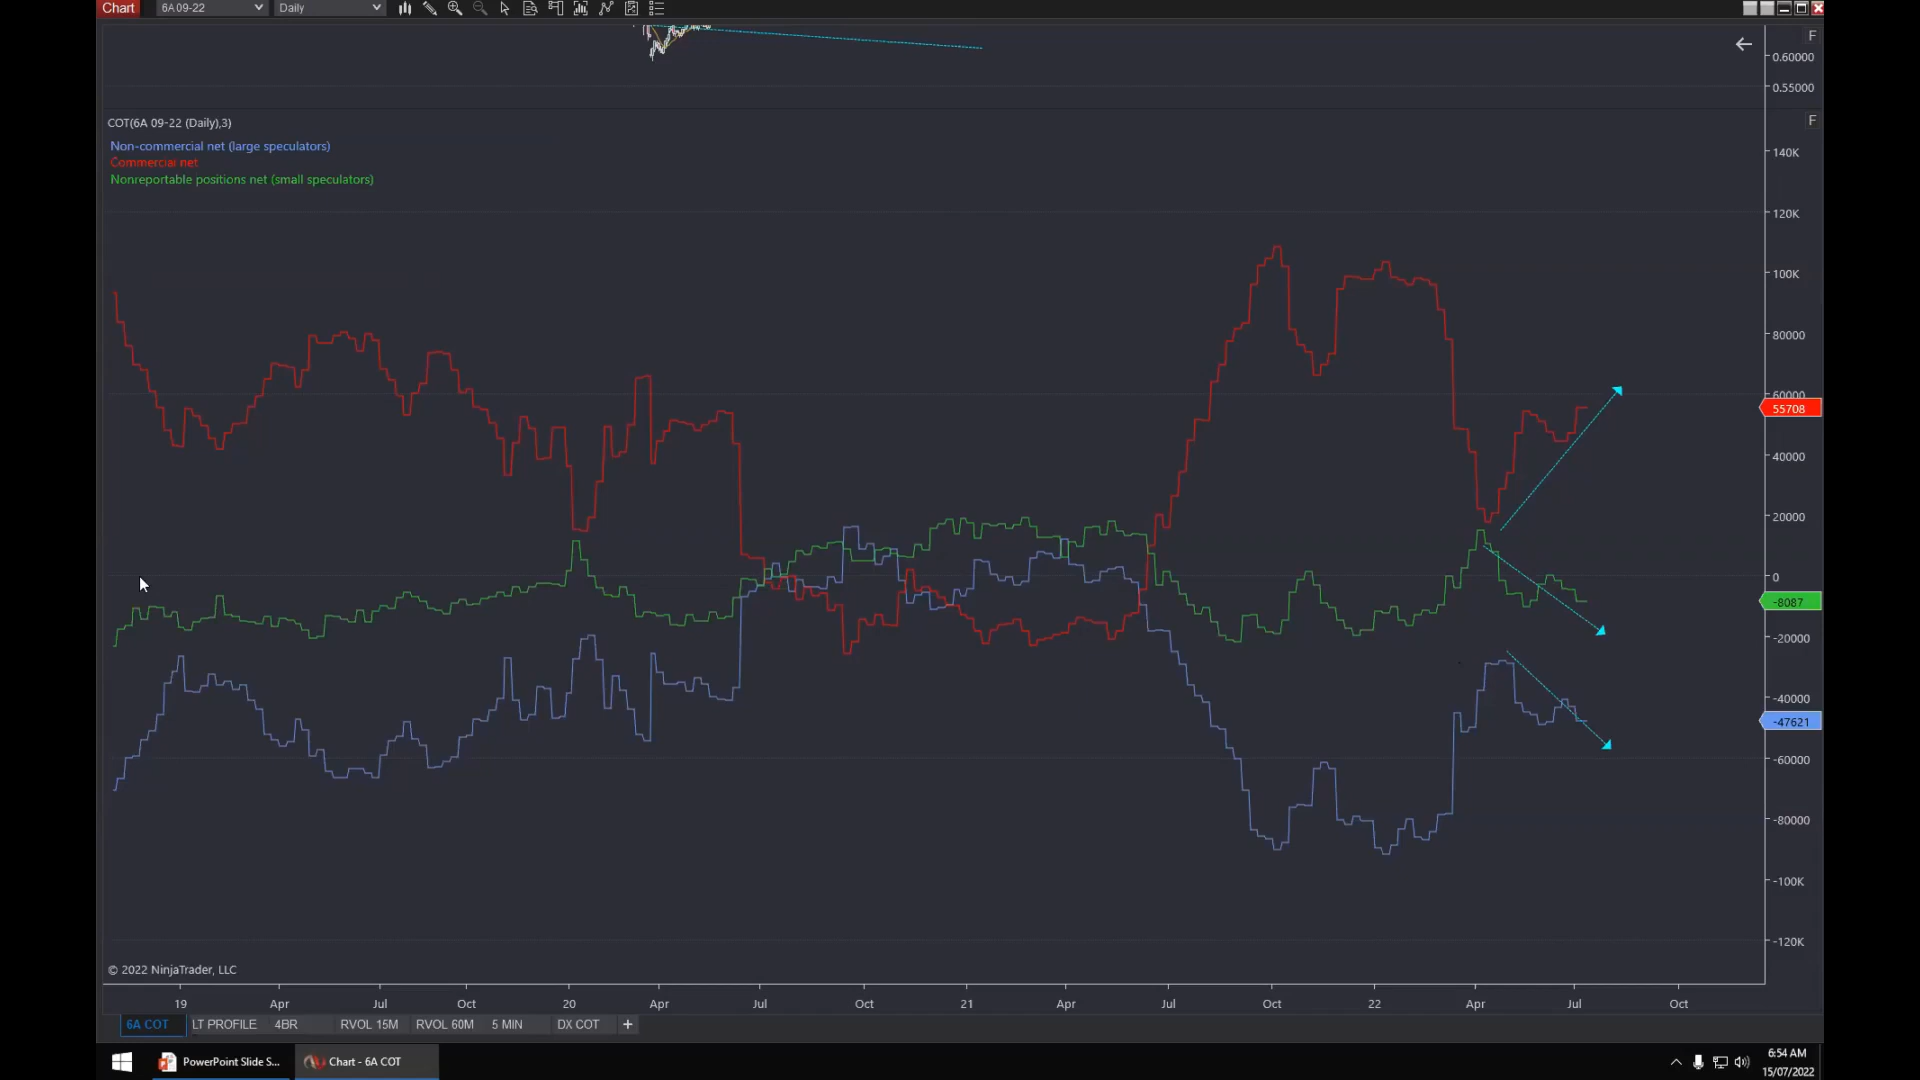 Chart 6A 09-22 Daily
F
0.60000
0.55000
COT(6A 09-22 (Daily),3)
F
Non-commercial net (large speculators)
Commercial net
Nonreportable positions net (small speculators)
140K
120K
100K
80000
60000
55708
40000
20000
0
-8087
-20000
-40000
-47621
-60000
-80000
-100K
-120K
© 2022 NinjaTrader, LLC
19 Apr Jul Oct 20 Apr Jul Oct 21 Apr Jul Oct 22 Apr Jul Oct
6A COT LT PROFILE 4BR RVOL 15M RVOL 60M 5 MIN DX COT +
PowerPoint Slide S... Chart - 6A COT
6:54 AM
15/07/2022